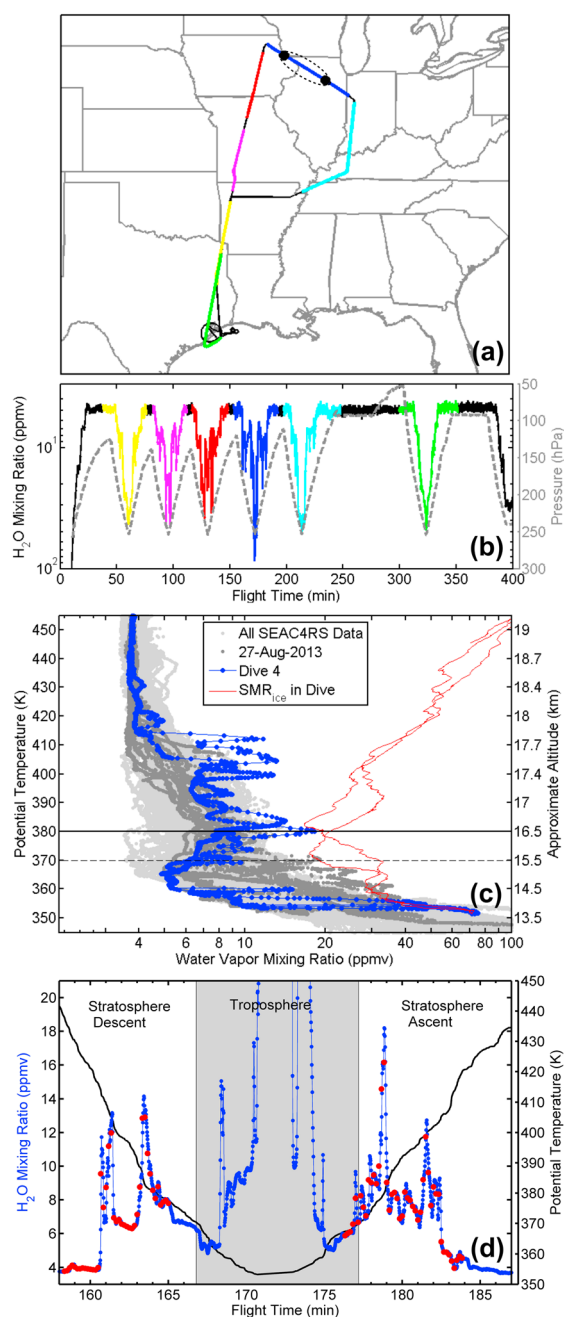 (a)
H2O Mixing Ratio (ppmv)
10^1
10^2
50
100
150
200
250
300
Pressure (hPa)
(b)
0 50 100 150 200 250 300 350 400
Flight Time (min)
Potential Temperature (K)
450
440
430
420
410
400
390
380
370
360
350
All SEAC4RS Data
27-Aug-2013
Dive 4
SMRice in Dive
19
18.7
18.4
18
17.7
17.4
17
16.5
15.5
14.5
13.5
Approximate Altitude (km)
(c)
4 6 8 10 20 40 60 80 100
Water Vapor Mixing Ratio (ppmv)
H2O Mixing Ratio (ppmv)
20
18
16
14
12
10
8
6
4
Stratosphere
Descent
Troposphere
Stratosphere
Ascent
450
440
430
420
410
400
390
380
370
360
350
Potential Temperature (K)
(d)
160 165 170 175 180 185
Flight Time (min)